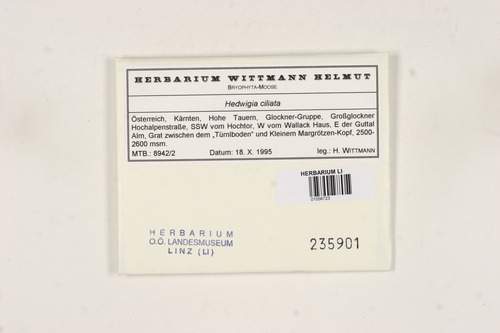 HERBARIUM WITTMANN HELMUT
BRYOPHYTA-MOOSE
Hedwigia ciliata
Österreich, Kärnten, Hohe Tauern, Glockner-Gruppe, Großglockner
Hochalpenstraße, SSW vom Hochtor, W vom Wallack Haus, E der Guttal
Alm, Grat zwischen dem „Türnlboden" und Kleinem Margrötzen-Kopf, 2500-
2600 msm.
MTB.: 8942/2 Datum: 18. X. 1995 leg.: H. WITTMANN
HERBARIUM LI
01056723
HERBARIUM
O.Ö. LANDESMUSEUM
LINZ (LI)
235901